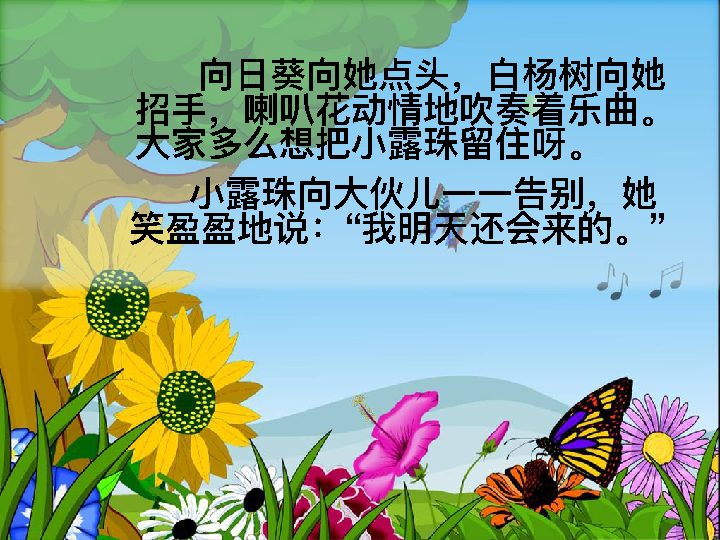 向日葵向她点头，白杨树向她
招手，喇叭花动情地吹奏着乐曲。
大家多么想把小露珠留住呀。
小露珠向大伙儿一一告别，她
笑盈盈地说：“我明天还会来的。”